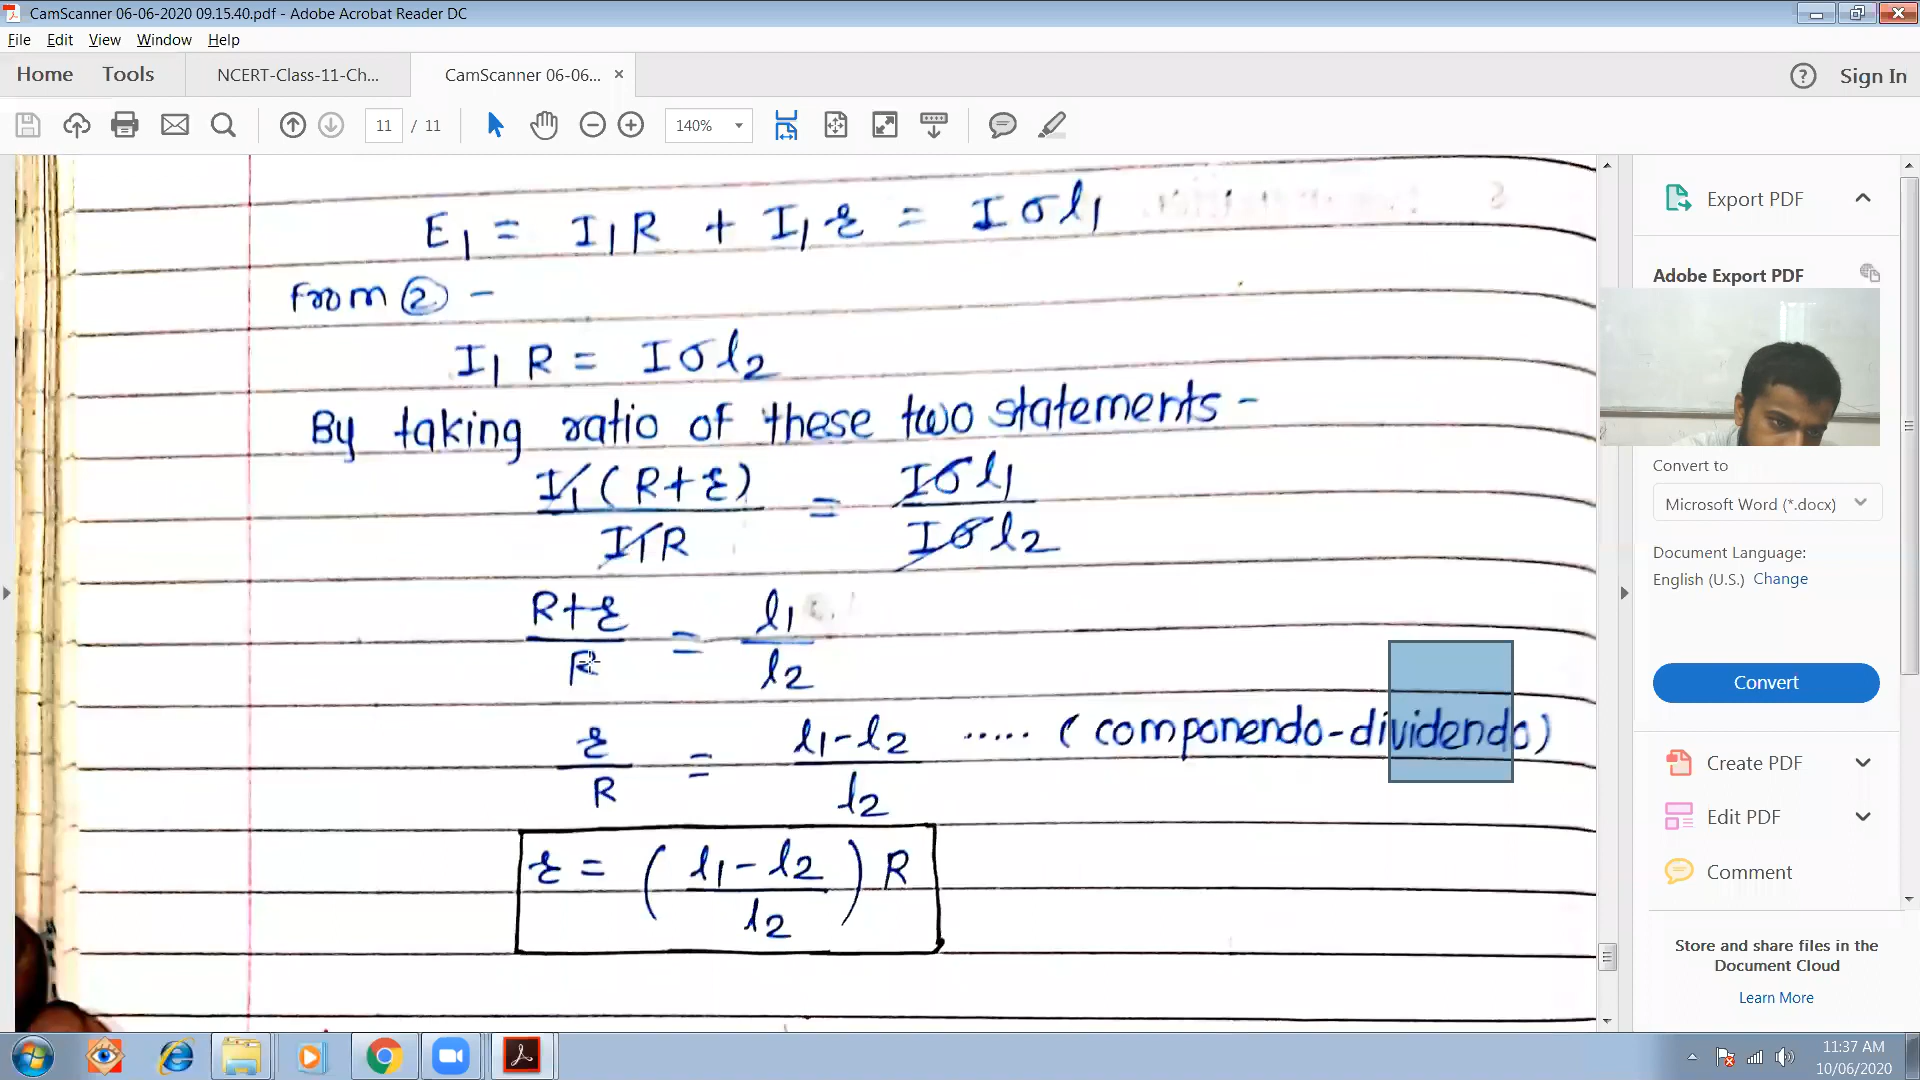 CamScanner 06-06-2020 09.15.40.pdf - Adobe Acrobat Reader DC
File Edit View Window Help
Home Tools NCERT-Class-11-Ch... CamScanner 06-06... × ? Sign In
11 / 11 140%
E₁ = I₁R + I₁r = Iσl₁
from ② -
I₁ R = Iσl₂
By taking ratio of these two statements -
I₁(R+r) / I₁R = Iσl₁ / Iσl₂
R+r / R = l₁ / l₂
r / R = l₁-l₂ / l₂ ..... (componendo-dividendo)
r = ( l₁-l₂ / l₂ ) R
Export PDF
Adobe Export PDF
Convert to
Microsoft Word (*.docx)
Document Language:
English (U.S.) Change
Convert
Create PDF
Edit PDF
Comment
Store and share files in the
Document Cloud
Learn More
11:37 AM
10/06/2020